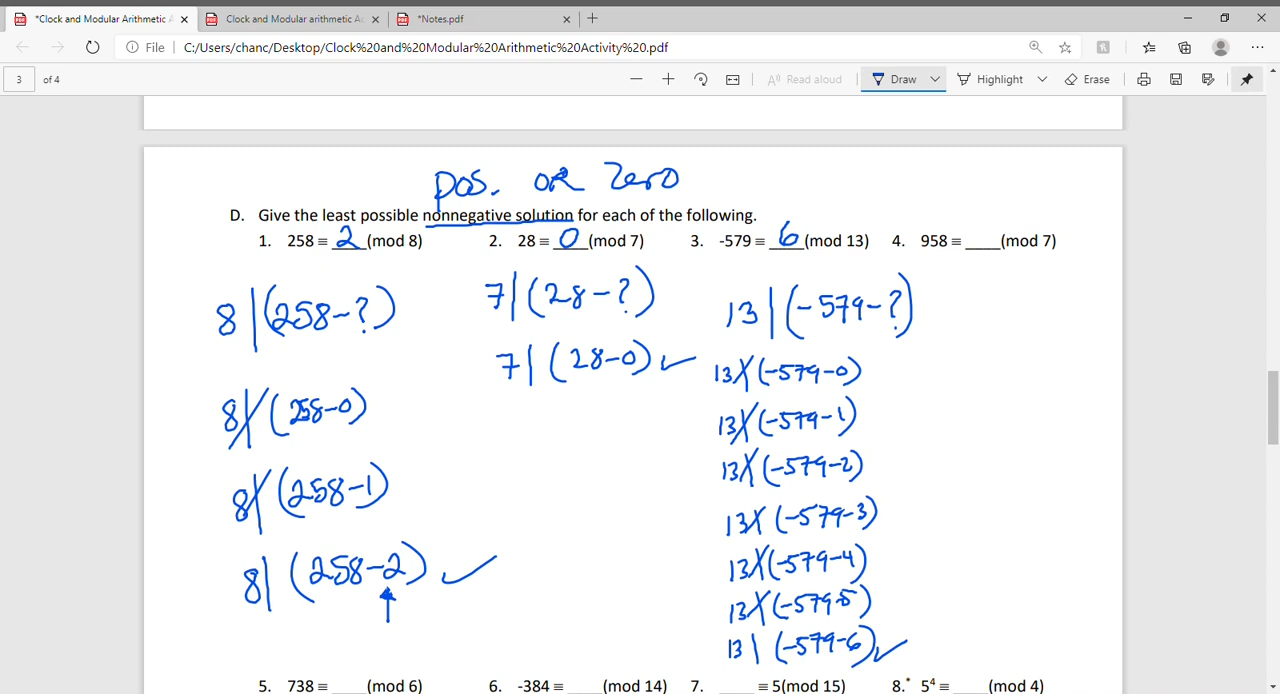 *Clock and Modular Arithmetic A
Clock and Modular arithmetic Ac
*Notes.pdf
File | C:/Users/chanc/Desktop/Clock%20and%20Modular%20Arithmetic%20Activity%20.pdf
3 of 4
Read aloud Draw Highlight Erase
pos. OR Zero
D. Give the least possible nonnegative solution for each of the following.
1. 258 ≡ 2 (mod 8) 2. 28 ≡ 0 (mod 7) 3. -579 ≡ 6 (mod 13) 4. 958 ≡ ____ (mod 7)
8 | (258 - ?)
8 ∤ (258 - 0)
8 ∤ (258 - 1)
8 | (258 - 2) ✓
↑
7 | (28 - ?)
7 | (28 - 0) ✓
13 | (-579 - ?)
13 ∤ (-579 - 0)
13 ∤ (-579 - 1)
13 ∤ (-579 - 2)
13 ∤ (-579 - 3)
13 ∤ (-579 - 4)
13 ∤ (-579 - 5)
13 | (-579 - 6) ✓
5. 738 ≡ ____ (mod 6) 6. -384 ≡ ____ (mod 14) 7. ____ ≡ 5(mod 15) 8.* 5⁴ ≡ ____ (mod 4)